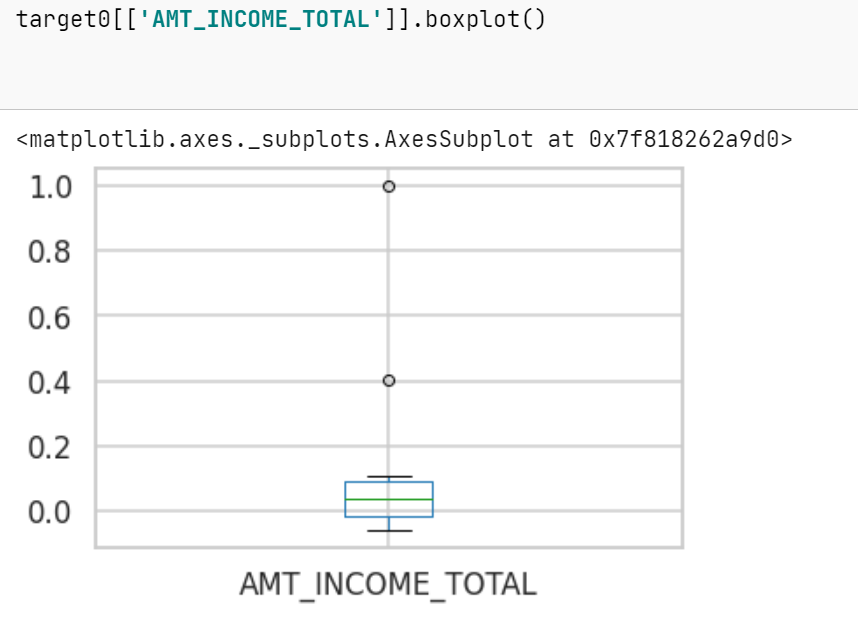 target0[['AMT_INCOME_TOTAL']].boxplot()
<matplotlib.axes._subplots.AxesSubplot at 0x7f818262a9d0>
1.0
0.8
0.6
0.4
0.2
0.0
AMT_INCOME_TOTAL